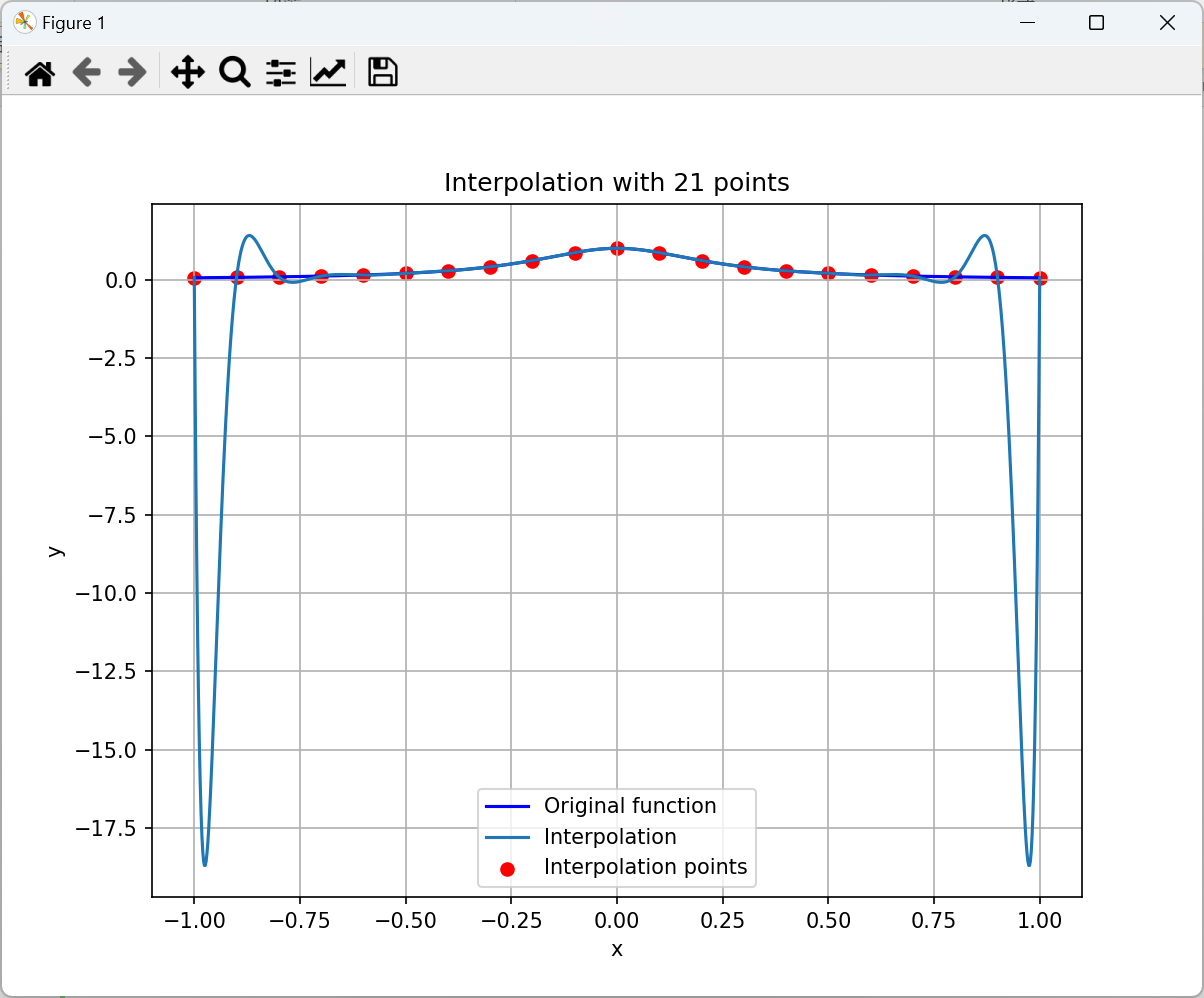 Figure 1
Interpolation with 21 points
0.0
−2.5
−5.0
−7.5
−10.0
−12.5
−15.0
−17.5
y
Original function
Interpolation
Interpolation points
−1.00 −0.75 −0.50 −0.25 0.00 0.25 0.50 0.75 1.00
x